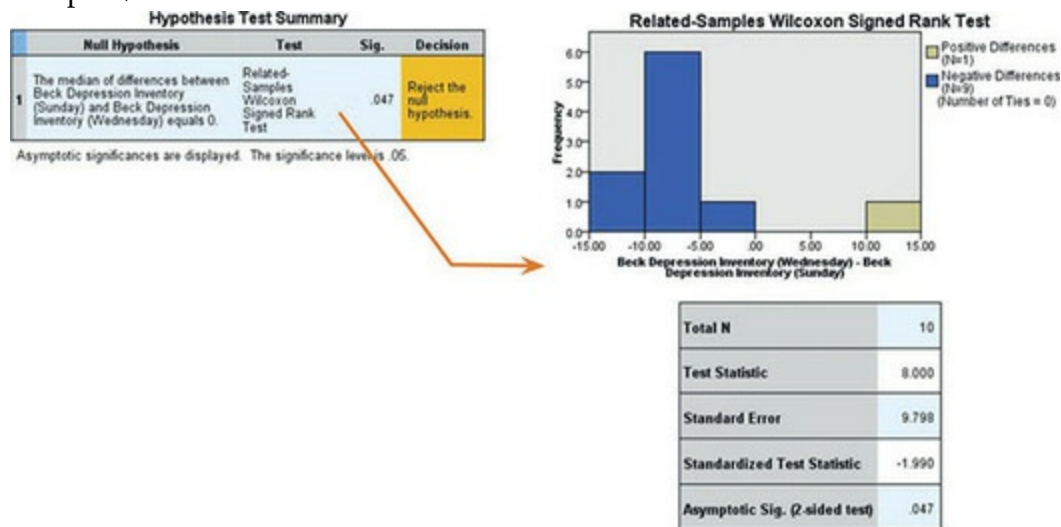 Hypothesis Test Summary
Null Hypothesis Test Sig. Decision
1 The median of differences between
Beck Depression Inventory
(Sunday) and Beck Depression
Inventory (Wednesday) equals 0.
Related-
Samples
Wilcoxon
Signed Rank
Test
.047
Reject the
null
hypothesis.
Asymptotic significances are displayed. The significance level is .05.
Related-Samples Wilcoxon Signed Rank Test
Frequency
6.0
5.0
4.0
3.0
2.0
1.0
0.0
-15.00 -10.00 -5.00 .00 5.00 10.00 15.00
Beck Depression Inventory (Wednesday) - Beck
Depression Inventory (Sunday)
Positive Differences
(N=1)
Negative Differences
(N=9)
(Number of Ties = 0)
Total N 10
Test Statistic 8.000
Standard Error 9.798
Standardized Test Statistic -1.990
Asymptotic Sig. (2-sided test) .047